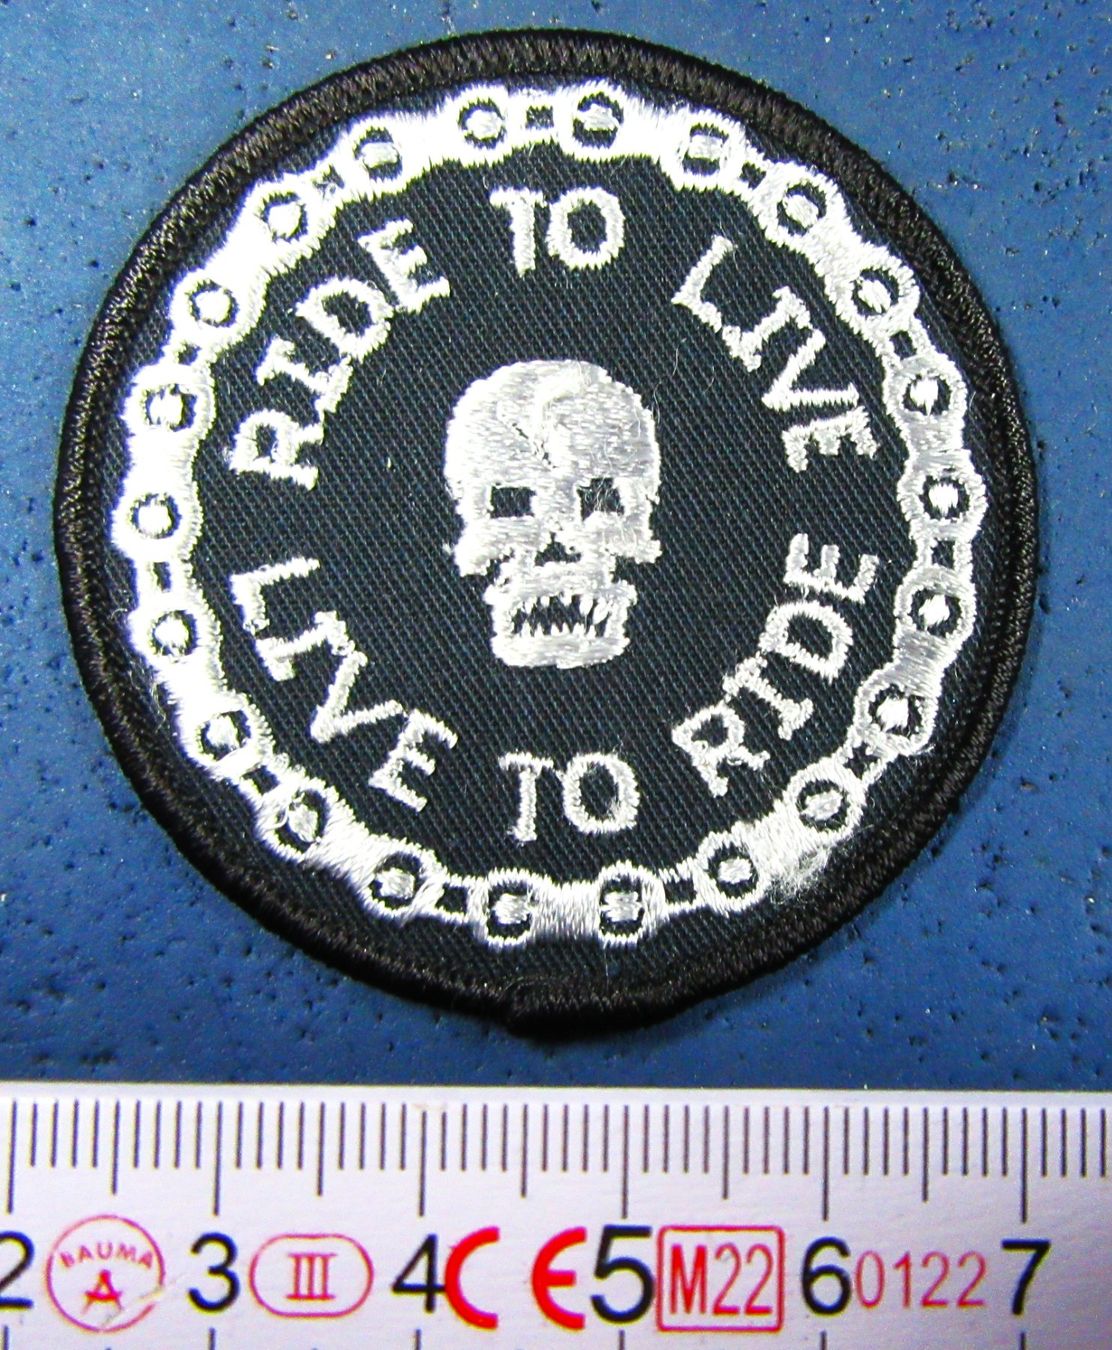 RIDE TO LIVE
LIVE TO RIDE
2 BAUMA A 3 III 4 CE 5 M22 6 0122 7